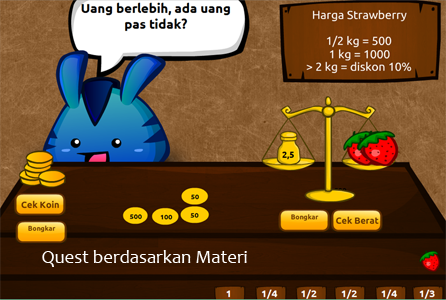 Uang berlebih, ada uang
pas tidak?
Harga Strawberry
1/2 kg = 500
1 kg = 1000
> 2 kg = diskon 10%
2,5
Cek Koin
Bongkar
500
100
50
50
Bongkar
Cek Berat
Quest berdasarkan Materi
1
1/4
1/2
1/2
1/4
1/3